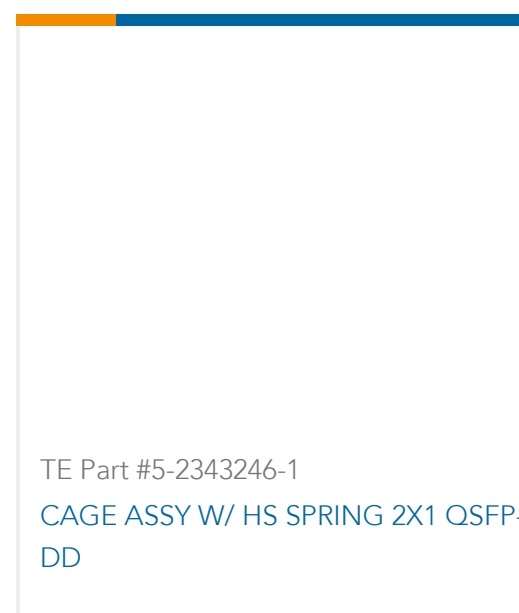 TE Part #5-2343246-1
CAGE ASSY W/ HS SPRING 2X1 QSFP-
DD